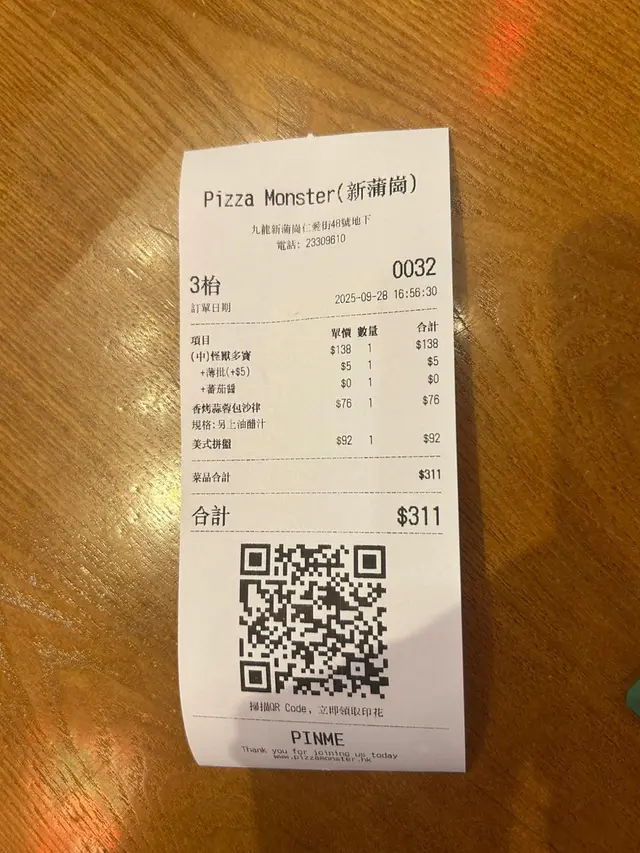 Pizza Monster(新蒲崗)
九龍新蒲崗仁愛街48號地下
電話: 23309610
3枱 0032
訂單日期 2025-09-28 16:56:30
項目 單價 數量 合計
(中)怪獸多寶 $138 1 $138
+薄批(+$5) $5 1 $5
+蕃茄醬 $0 1 $0
香烤蒜蓉包沙律 $76 1 $76
規格:另上油醋汁
美式拼盤 $92 1 $92
菜品合計 $311
合計 $311
掃描QR Code, 立即領取印花
PINME
Thank you for joining us today
www.pizzamonster.hk